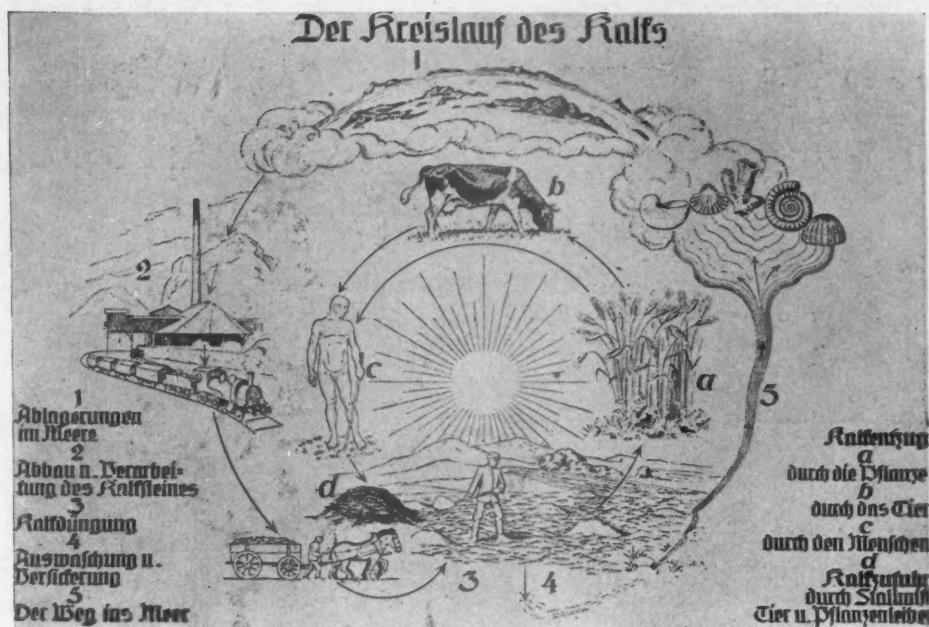 Der Kreislauf des Kalks
1
b
2
c
a
5
d
3
4
1
Ablagerungen
im Meere
2
Abbau u. Verarbei-
tung des Kalksteines
3
Kalkdüngung
4
Auswaschung u.
Versickerung
5
Der Weg ins Meer
Kalkentzug
a
durch die Pflanze
b
durch das Tier
c
durch den Menschen
d
Kalkzufuhr
durch Stallmist
Tier u. Pflanzenleiber